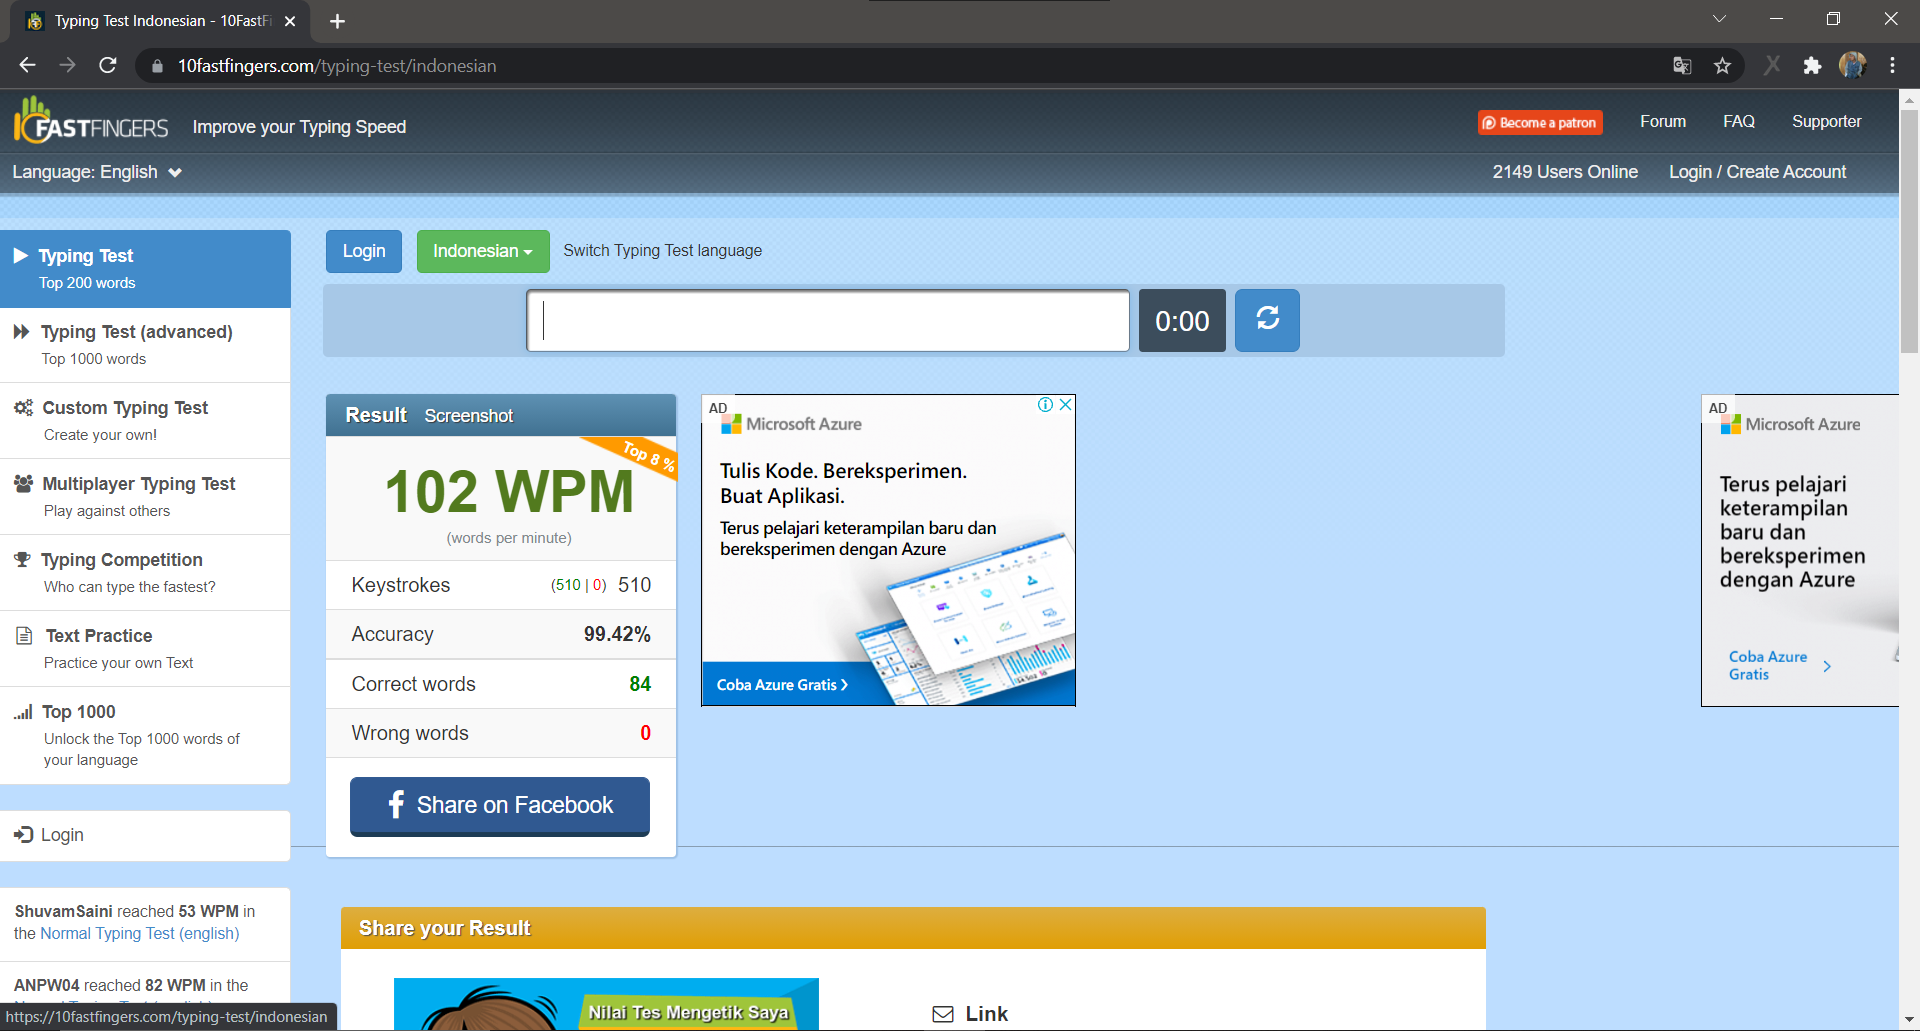 Typing Test Indonesian - 10FastFi
10fastfingers.com/typing-test/indonesian
FASTFINGERS
Improve your Typing Speed
Become a patron
Forum
FAQ
Supporter
Language: English
2149 Users Online
Login / Create Account
Typing Test
Top 200 words
Typing Test (advanced)
Top 1000 words
Custom Typing Test
Create your own!
Multiplayer Typing Test
Play against others
Typing Competition
Who can type the fastest?
Text Practice
Practice your own Text
Top 1000
Unlock the Top 1000 words of
your language
Login
ShuvamSaini reached 53 WPM in
the Normal Typing Test (english)
ANPW04 reached 82 WPM in the
https://10fastfingers.com/typing-test/indonesian
Login
Indonesian
Switch Typing Test language
0:00
Result Screenshot
Top 8 %
102 WPM
(words per minute)
Keystrokes (510 | 0) 510
Accuracy 99.42%
Correct words 84
Wrong words 0
Share on Facebook
AD
Microsoft Azure
Tulis Kode. Bereksperimen.
Buat Aplikasi.
Terus pelajari keterampilan baru dan
bereksperimen dengan Azure
Coba Azure Gratis
AD
Microsoft Azure
Terus pelajari
keterampilan
baru dan
bereksperimen
dengan Azure
Coba Azure
Gratis
Share your Result
Nilai Tes Mengetik Saya
Link